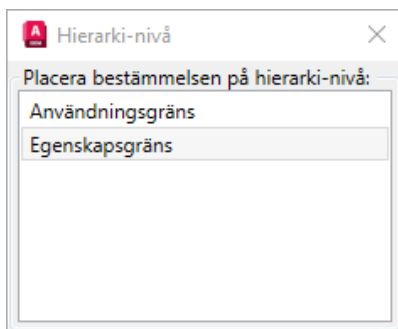 Hierarki-nivå
Placera bestämmelsen på hierarki-nivå:
Användningsgräns
Egenskapsgräns